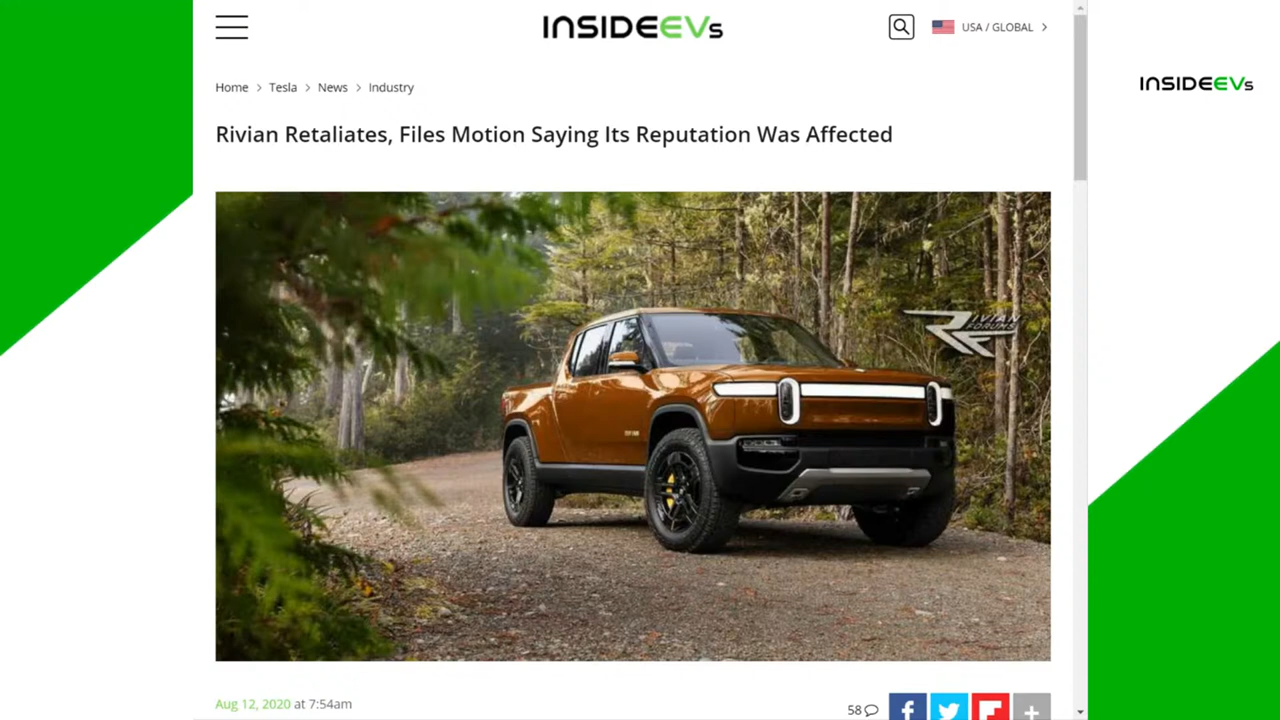 INSIDEEVs
USA / GLOBAL
INSIDEEVs
Home > Tesla > News > Industry
Rivian Retaliates, Files Motion Saying Its Reputation Was Affected
RIVIAN
FORUMS
Aug 12, 2020 at 7:54am
58